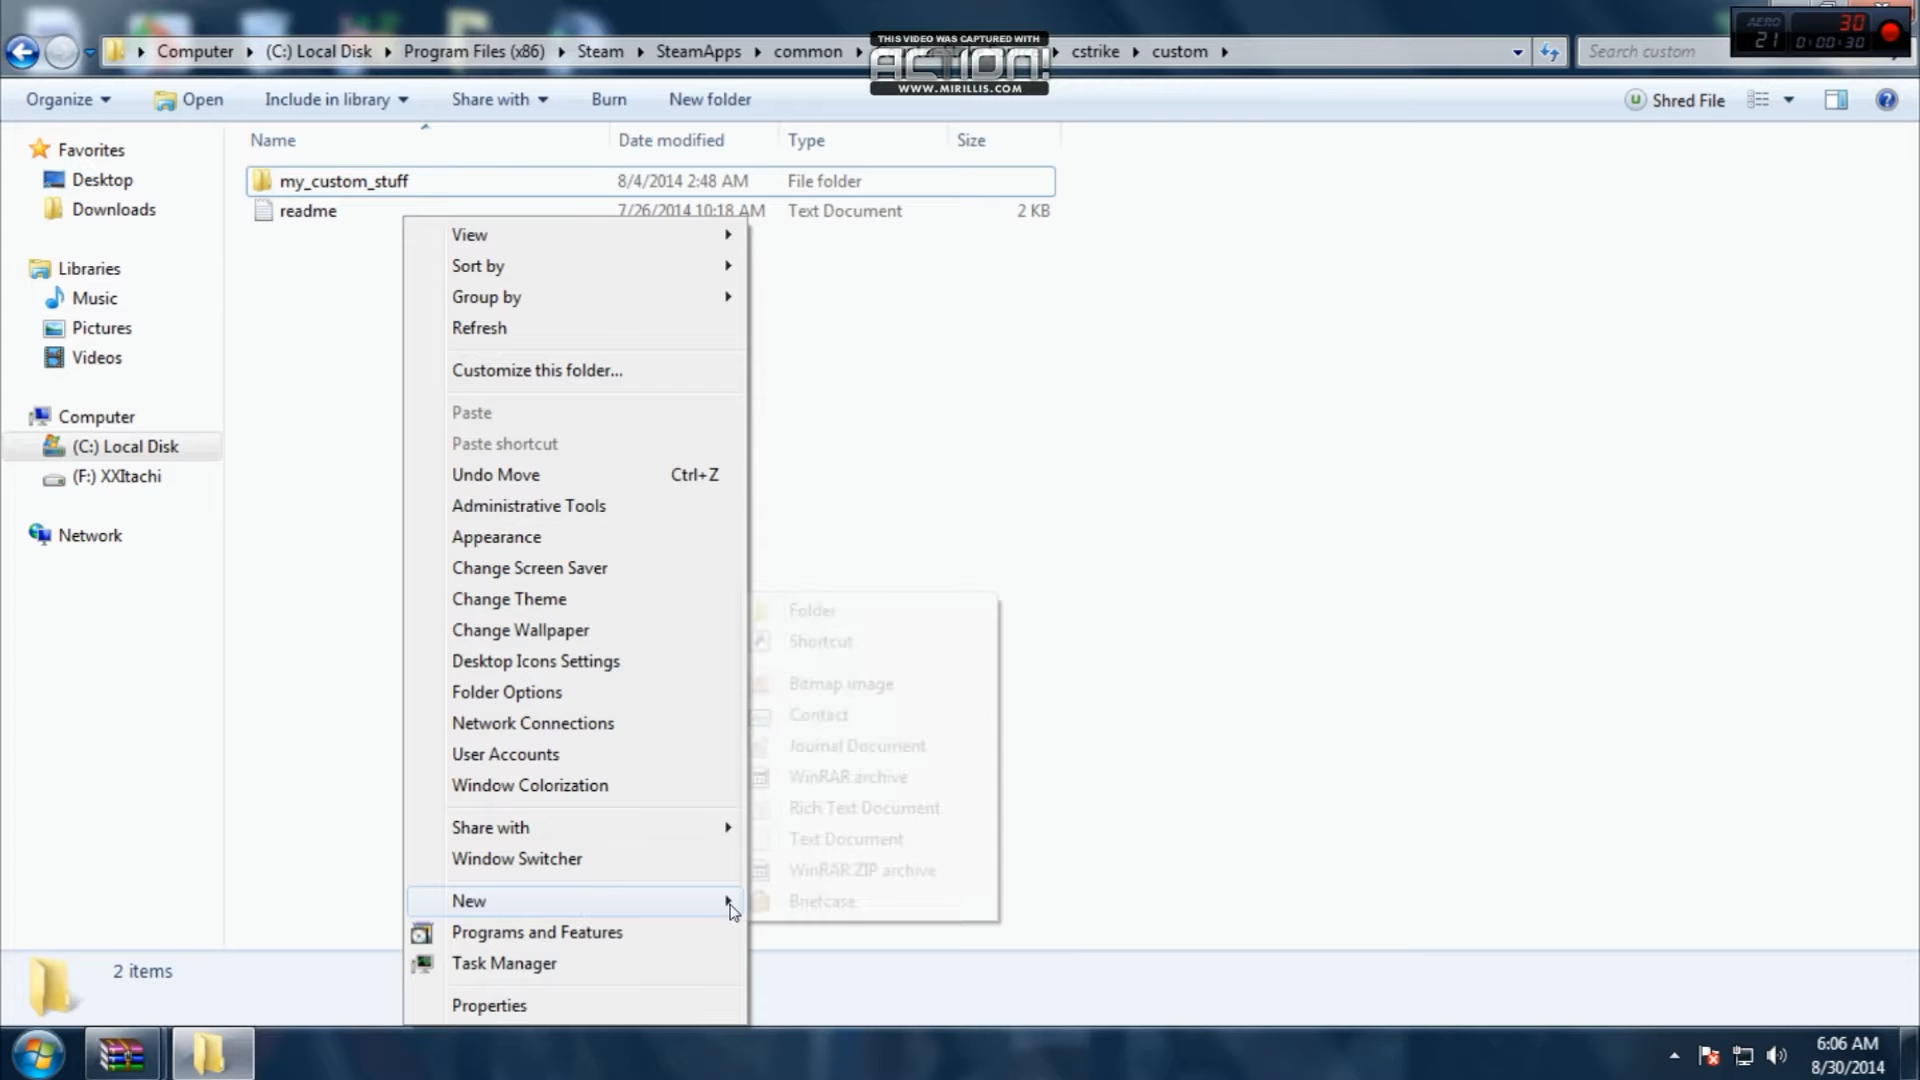 THIS VIDEO WAS CAPTURED WITH
ACTION!
WWW.MIRILLIS.COM
AERO
21
30
0:00:30
Computer
(C:) Local Disk
Program Files (x86)
Steam
SteamApps
common
cstrike
custom
Search custom
Organize
Open
Include in library
Share with
Burn
New folder
Shred File
Name
Date modified
Type
Size
Favorites
Desktop
Downloads
Libraries
Music
Pictures
Videos
Computer
(C:) Local Disk
(F:) XXItachi
Network
my_custom_stuff 8/4/2014 2:48 AM File folder
readme 7/26/2014 10:18 AM Text Document 2 KB
View
Sort by
Group by
Refresh
Customize this folder...
Paste
Paste shortcut
Undo Move Ctrl+Z
Administrative Tools
Appearance
Change Screen Saver
Change Theme
Change Wallpaper
Desktop Icons Settings
Folder Options
Network Connections
User Accounts
Window Colorization
Share with
Window Switcher
New
Programs and Features
Task Manager
Properties
Folder
Shortcut
Bitmap image
Contact
Journal Document
WinRAR archive
Rich Text Document
Text Document
WinRAR ZIP archive
Briefcase
2 items
6:06 AM
8/30/2014